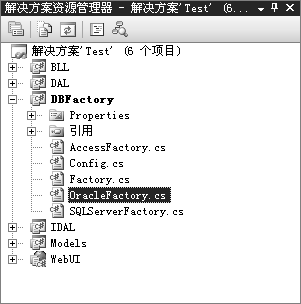 解决方案资源管理器 - 解决方案'Test' (6...
解决方案'Test' (6 个项目)
BLL
DAL
DBFactory
Properties
引用
AccessFactory.cs
Config.cs
Factory.cs
OracleFactory.cs
SQLServerFactory.cs
IDAL
Models
WebUI